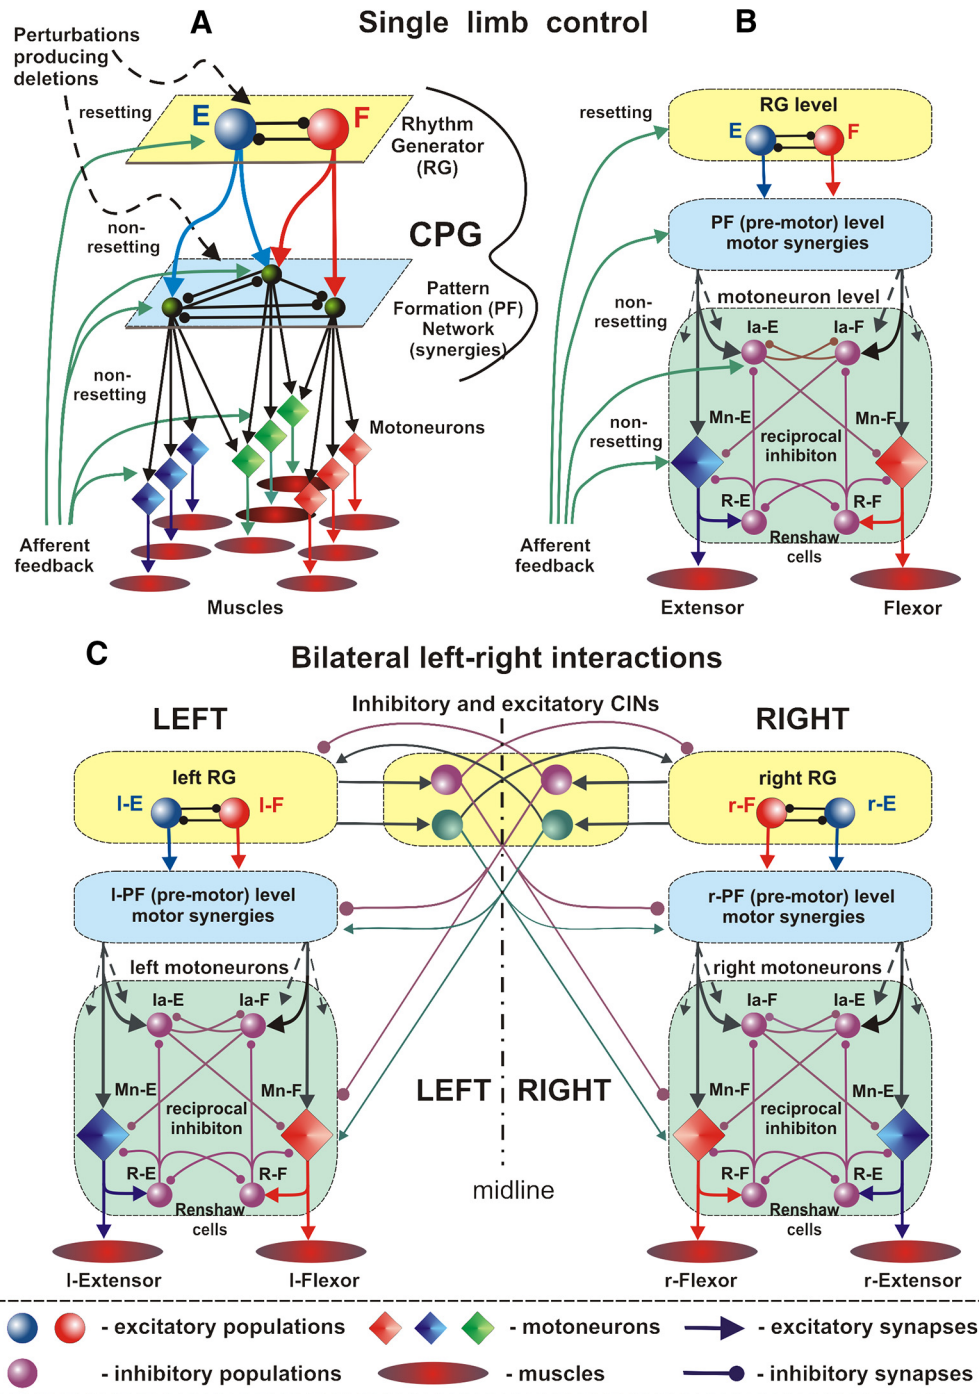 A
Single limb control
B
Perturbations
producing
deletions
resetting
E
F
Rhythm
Generator
(RG)
non-
resetting
CPG
Pattern
Formation (PF)
Network
(synergies)
non-
resetting
Motoneurons
Afferent
feedback
Muscles
RG level
resetting
E
F
PF (pre-motor) level
motor synergies
non-
resetting
motoneuron level
Ia-E
Ia-F
Mn-E
Mn-F
non-
resetting
reciprocal
inhibiton
R-E
R-F
Renshaw
cells
Afferent
feedback
Extensor
Flexor
C
Bilateral left-right interactions
Inhibitory and excitatory CINs
LEFT
RIGHT
left RG
l-E
l-F
right RG
r-F
r-E
l-PF (pre-motor) level
motor synergies
r-PF (pre-motor) level
motor synergies
left motoneurons
Ia-E
Ia-F
Mn-E
Mn-F
reciprocal
inhibiton
R-E
R-F
Renshaw
cells
l-Extensor
l-Flexor
LEFT
RIGHT
midline
right motoneurons
Ia-F
Ia-E
Mn-F
Mn-E
reciprocal
inhibiton
R-F
R-E
Renshaw
cells
r-Flexor
r-Extensor
- excitatory populations
- motoneurons
- excitatory synapses
- inhibitory populations
- muscles
- inhibitory synapses